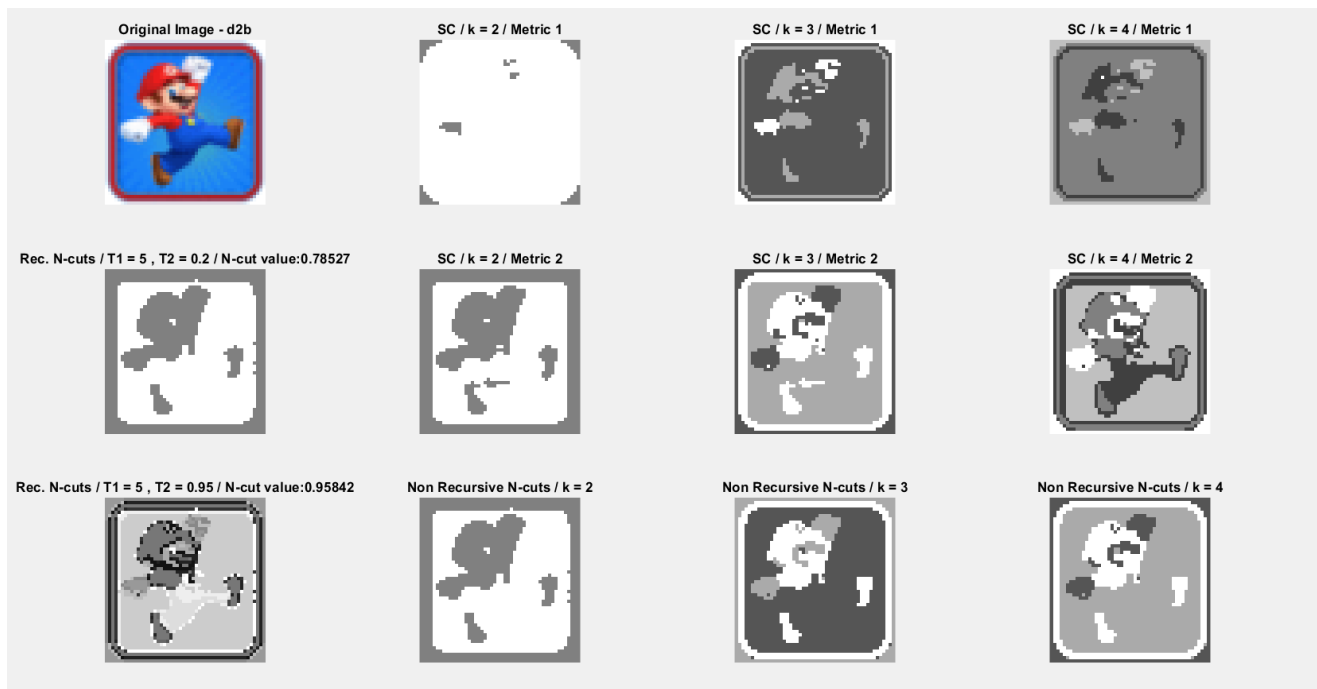 Original Image - d2b
SC / k = 2 / Metric 1
SC / k = 3 / Metric 1
SC / k = 4 / Metric 1
Rec. N-cuts / T1 = 5 , T2 = 0.2 / N-cut value:0.78527
SC / k = 2 / Metric 2
SC / k = 3 / Metric 2
SC / k = 4 / Metric 2
Rec. N-cuts / T1 = 5 , T2 = 0.95 / N-cut value:0.95842
Non Recursive N-cuts / k = 2
Non Recursive N-cuts / k = 3
Non Recursive N-cuts / k = 4